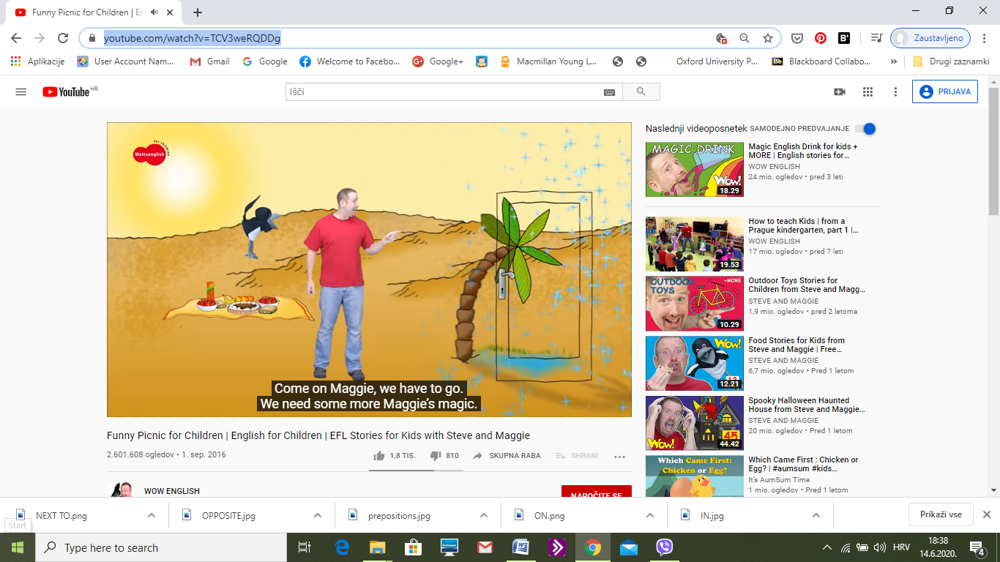 Funny Picnic for Children | En
youtube.com/watch?v=TCV3weRQDDg
Zaustavljeno
Aplikacije
User Account Nam...
Gmail
Google
Welcome to Facebo...
Google+
Macmillan Young L...
Oxford University P...
Bb
Blackboard Collabo...
»
Drugi zaznamki
YouTube HR
Išči
PRIJAVA
for children
Wattsenglish
Come on Maggie, we have to go.
We need some more Maggie's magic.
Funny Picnic for Children | English for Children | EFL Stories for Kids with Steve and Maggie
2.601.608 ogledov • 1. sep. 2016
1,8 TIS.
810
SKUPNA RABA
SHRANI
WOW ENGLISH
NAROČITE SE
Naslednji videoposnetek
SAMODEJNO PREDVAJANJE
MAGIC DRINK
WOW!
18.29
Magic English Drink for kids +
MORE | English stories for...
WOW ENGLISH
24 mio. ogledov • pred 3 leti
19.53
How to teach Kids | from a
Prague kindergarten, part 1 |...
WOW ENGLISH
17 mio. ogledov • pred 7 leti
OUTDOOR
TOYS
+MORE
10.29
Outdoor Toys Stories for
Children from Steve and Magg...
STEVE AND MAGGIE
1,9 mio. ogledov • pred 2 letoma
Wow!
12.21
Food Stories for Kids from
Steve and Maggie | Free...
STEVE AND MAGGIE
6,7 mio. ogledov • Pred 1 letom
Wow!
45
44.42
Spooky Halloween Haunted
House from Steve and Maggie...
STEVE AND MAGGIE
20 mio. ogledov • Pred 1 letom
Which Came First:
Chicken or Egg?
Which Came First : Chicken or
Egg? | #aumsum #kids...
It's AumSum Time
1 mio. ogledov • Pred 1 letom
NEXT TO.png
OPPOSITE.jpg
prepositions.jpg
ON.png
IN.jpg
Prikaži vse
Start
Type here to search
HRV
18:38
14.6.2020.
4